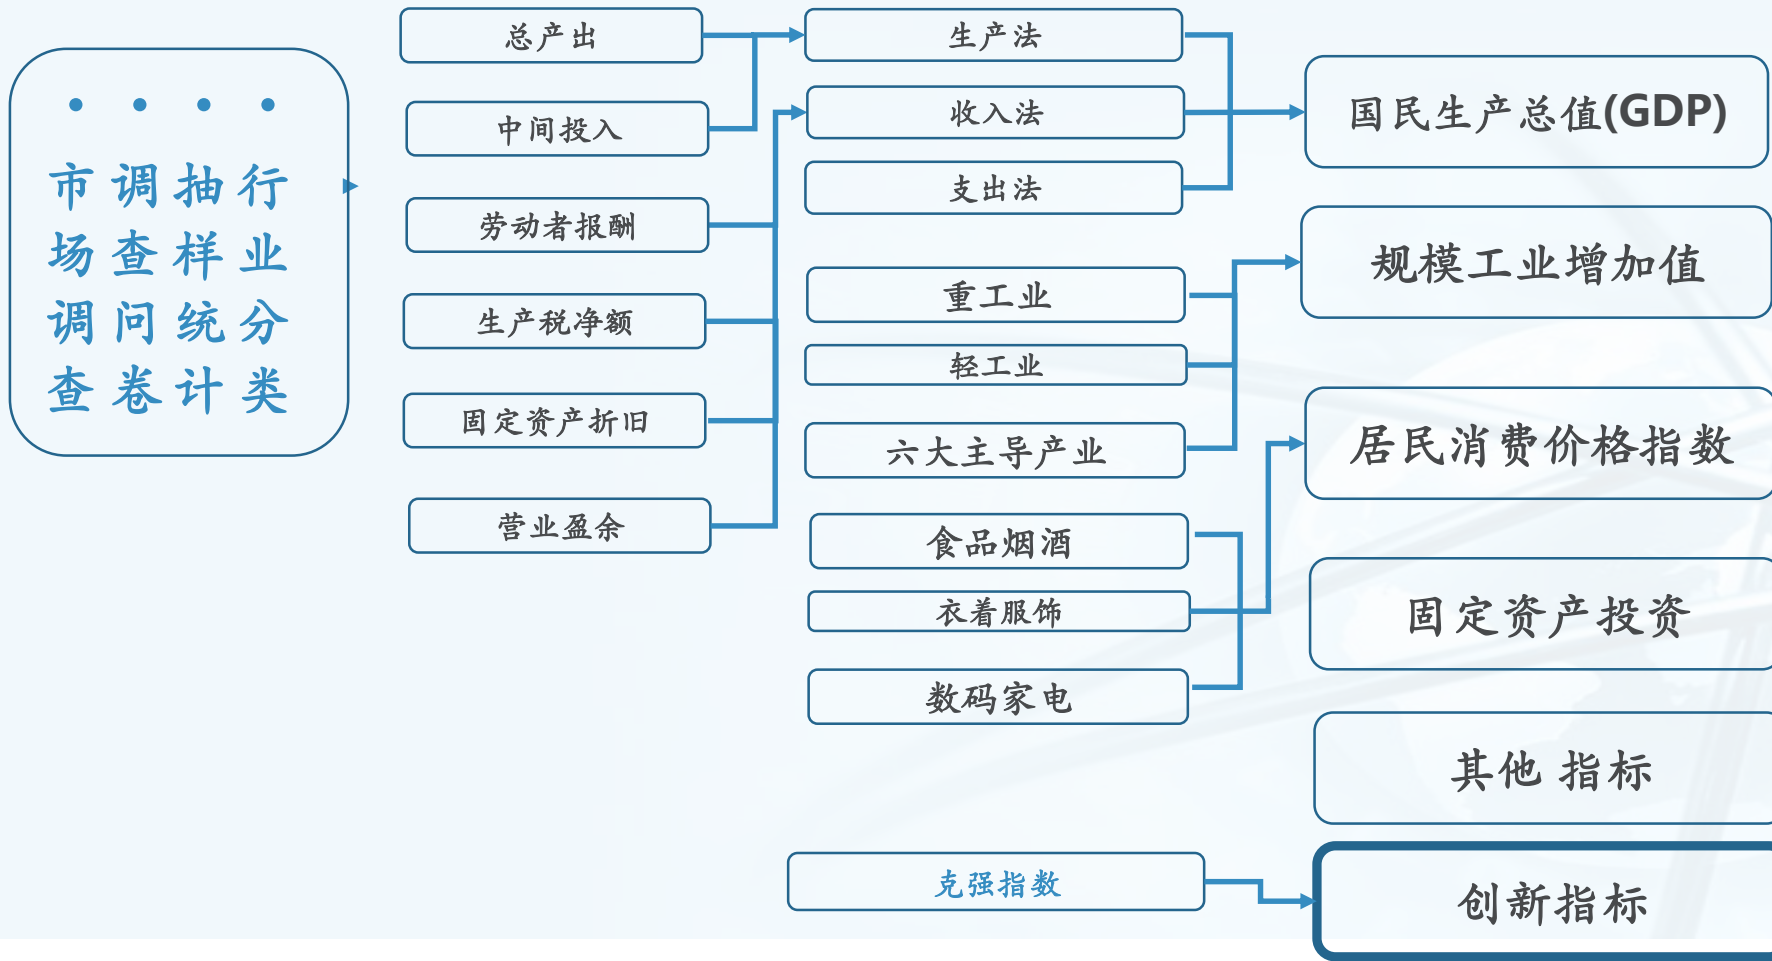 市场调查
调查问卷
抽样统计
行业分类
总产出
中间投入
劳动者报酬
生产税净额
固定资产折旧
营业盈余
生产法
收入法
支出法
重工业
轻工业
六大主导产业
食品烟酒
衣着服饰
数码家电
克强指数
国民生产总值(GDP)
规模工业增加值
居民消费价格指数
固定资产投资
其他 指标
创新指标